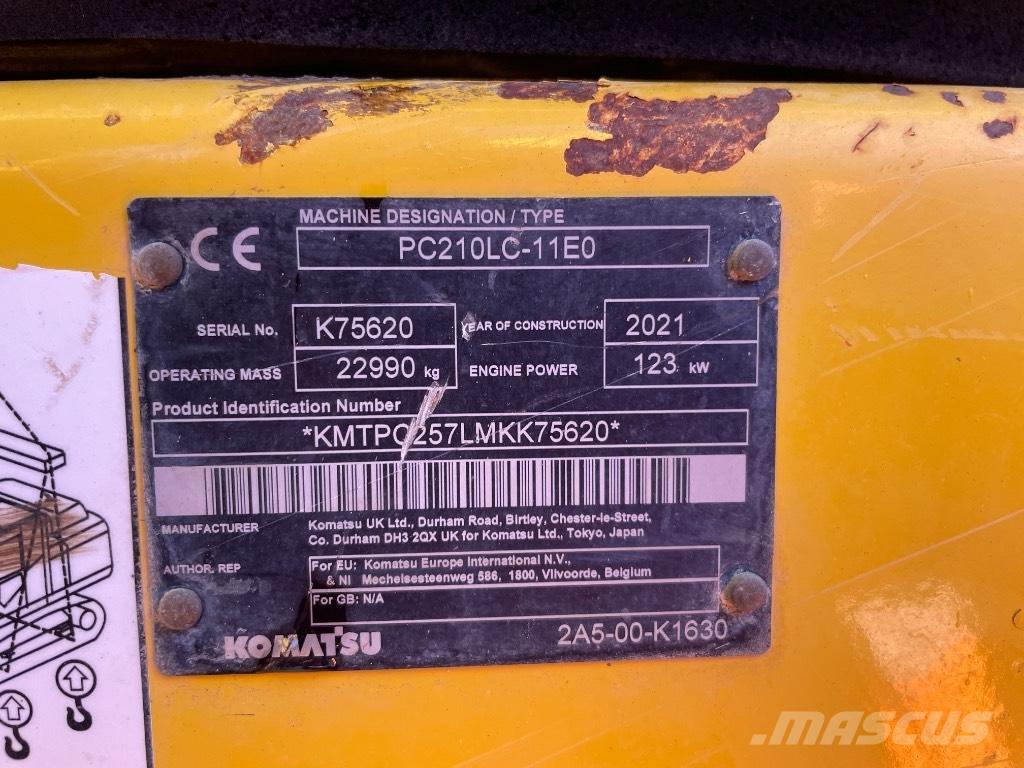 MACHINE DESIGNATION / TYPE
CE
PC210LC-11E0
SERIAL No. K75620 YEAR OF CONSTRUCTION 2021
OPERATING MASS 22990 kg ENGINE POWER 123 kW
Product Identification Number
*KMTPC257LMKK75620*
MANUFACTURER Komatsu UK Ltd., Durham Road, Birtley, Chester-le-Street,
Co. Durham DH3 2QX UK for Komatsu Ltd., Tokyo, Japan
AUTHOR. REP For EU: Komatsu Europe International N.V.,
& NI Mechelsesteenweg 586, 1800, Vilvoorde, Belgium
For GB: N/A
KOMATSU 2A5-00-K1630
MASCUS